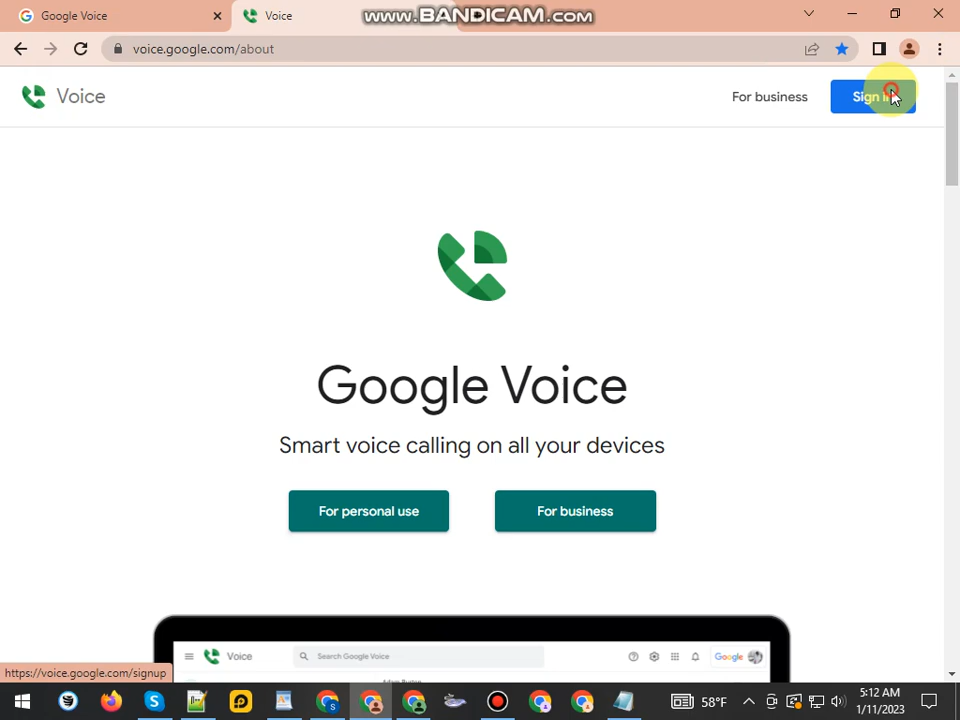 Google Voice
Voice
www.BANDICAM.com
voice.google.com/about
Voice
For business
Sign in
Google Voice
Smart voice calling on all your devices
For personal use
For business
Voice
Search Google Voice
Google
https://voice.google.com/signup
58°F
5:12 AM
1/11/2023